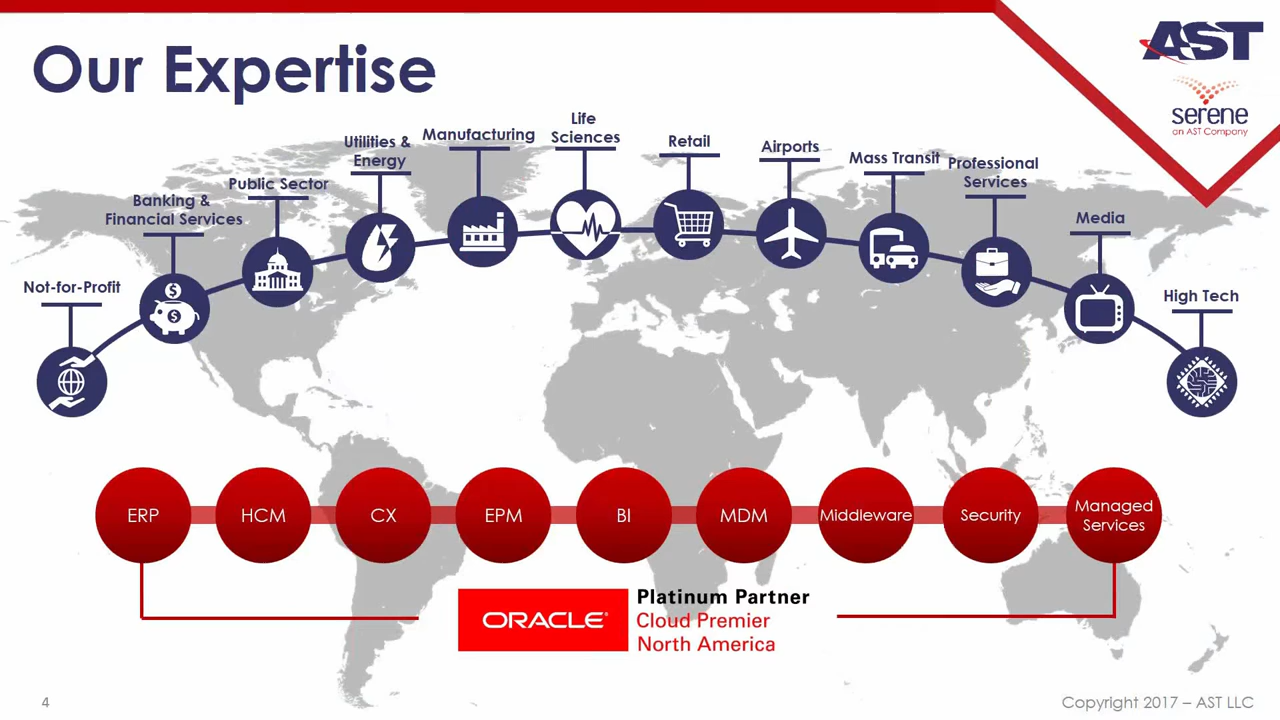 Our Expertise
AST
serene
an AST Company
Not-for-Profit
Banking &
Financial Services
Public Sector
Utilities &
Energy
Manufacturing
Life
Sciences
Retail
Airports
Mass Transit
Professional
Services
Media
High Tech
$
$
ERP
HCM
CX
EPM
BI
MDM
Middleware
Security
Managed
Services
ORACLE®
Platinum Partner
Cloud Premier
North America
4
Copyright 2017 – AST LLC